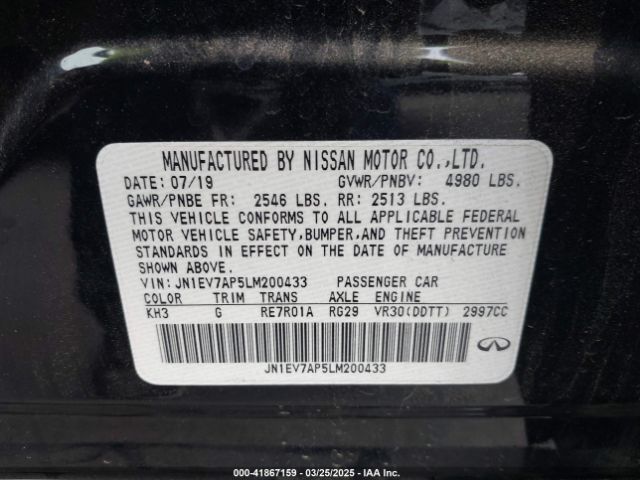 MANUFACTURED BY NISSAN MOTOR CO.,LTD.
DATE: 07/19 GVWR/PNBV: 4980 LBS.
GAWR/PNBE FR: 2546 LBS. RR: 2513 LBS.
THIS VEHICLE CONFORMS TO ALL APPLICABLE FEDERAL
MOTOR VEHICLE SAFETY,BUMPER,AND THEFT PREVENTION
STANDARDS IN EFFECT ON THE DATE OF MANUFACTURE
SHOWN ABOVE.
VIN: JN1EV7AP5LM200433 PASSENGER CAR
COLOR TRIM TRANS AXLE ENGINE
KH3 G RE7R01A RG29 VR30(DDTT) 2997CC
INFINITI
JN1EV7AP5LM200433
000-41867159 — 03/25/2025 — IAA Inc.